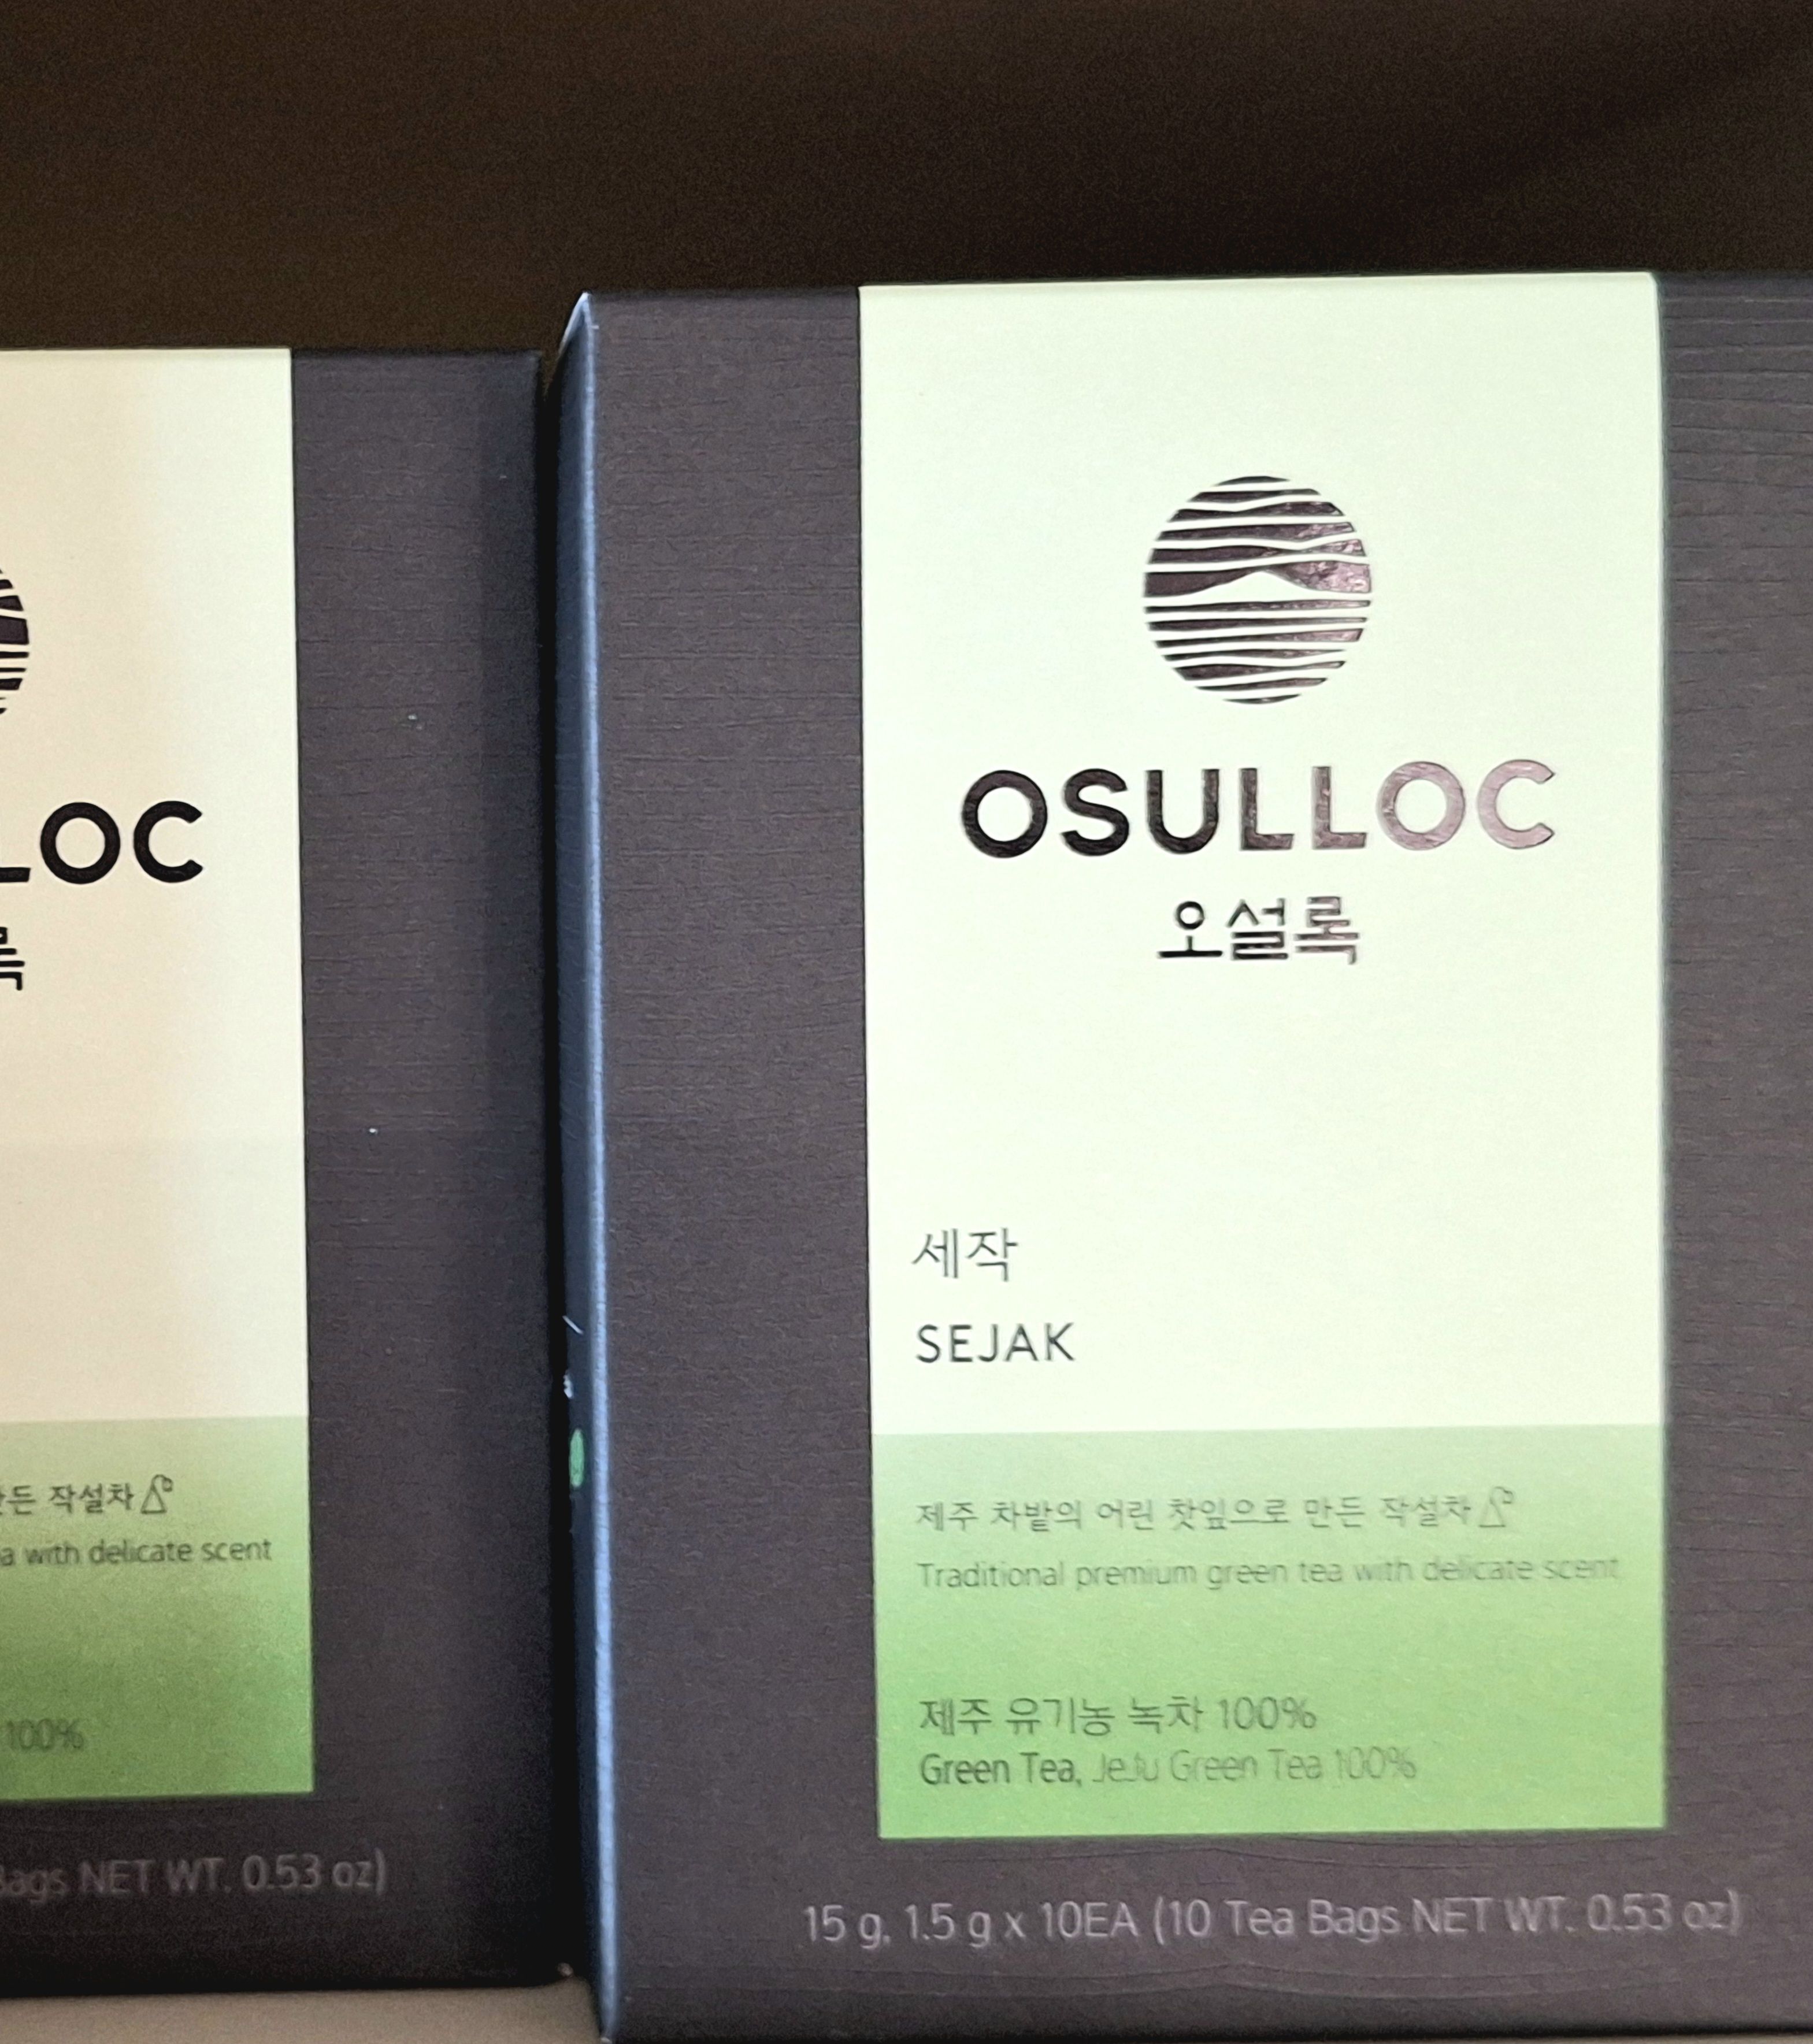 LOC
록
만든 작설차
a with delicate scent
100%
Bags NET WT. 0.53 oz)
OSULLOC
오설록
세작
SEJAK
제주 차밭의 어린 찻잎으로 만든 작설차
Traditional premium green tea with delicate scent
제주 유기농 녹차 100%
Green Tea, JeJu Green Tea 100%
15 g, 1.5 g x 10EA (10 Tea Bags NET WT. 0.53 oz)